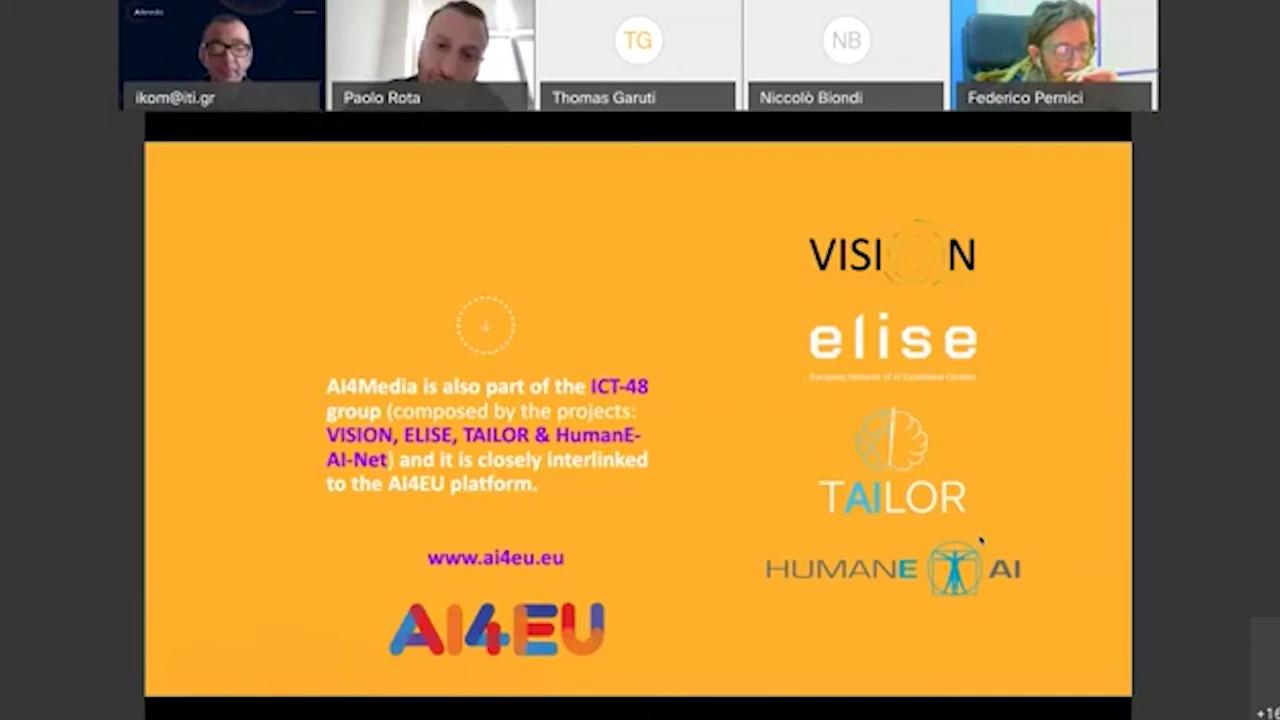 ikom@iti.gr
Paolo Rota
TG
Thomas Garuti
NB
Niccolò Biondi
Federico Pernici
AI4Media is also part of the ICT-48
group (composed by the projects:
VISION, ELISE, TAILOR & HumanE-
AI-Net) and it is closely interlinked
to the AI4EU platform.
www.ai4eu.eu
AI4EU
VISION
elise
European Network of AI Excellence Centres
TAILOR
HUMANE AI